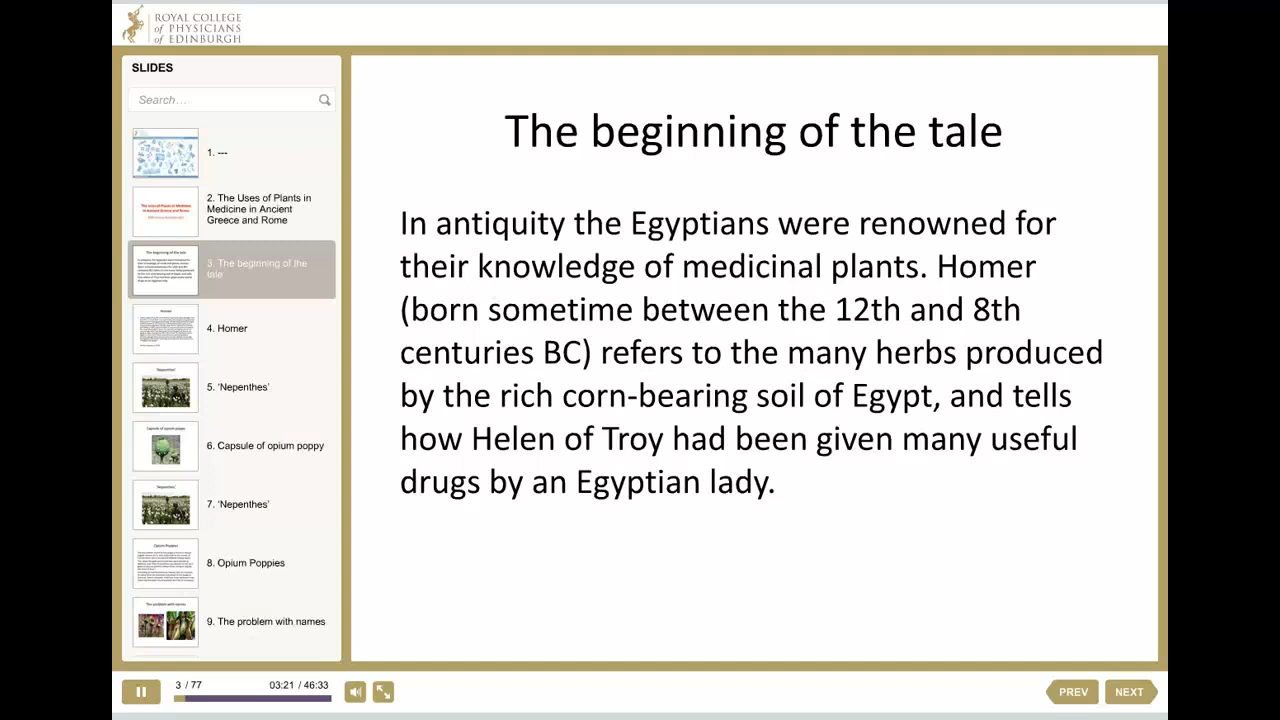 ROYAL COLLEGE
of PHYSICIANS
of EDINBURGH
SLIDES
Search...
1. ---
2. The Uses of Plants in
Medicine in Ancient
Greece and Rome
3. The beginning of the
tale
4. Homer
5. ‘Nepenthes’
6. Capsule of opium poppy
7. ‘Nepenthes’
8. Opium Poppies
9. The problem with names
The beginning of the tale
In antiquity the Egyptians were renowned for
their knowledge of medicinal plants. Homer
(born sometime between the 12th and 8th
centuries BC) refers to the many herbs produced
by the rich corn-bearing soil of Egypt, and tells
how Helen of Troy had been given many useful
drugs by an Egyptian lady.
3 / 77
03:21 / 46:33
PREV
NEXT